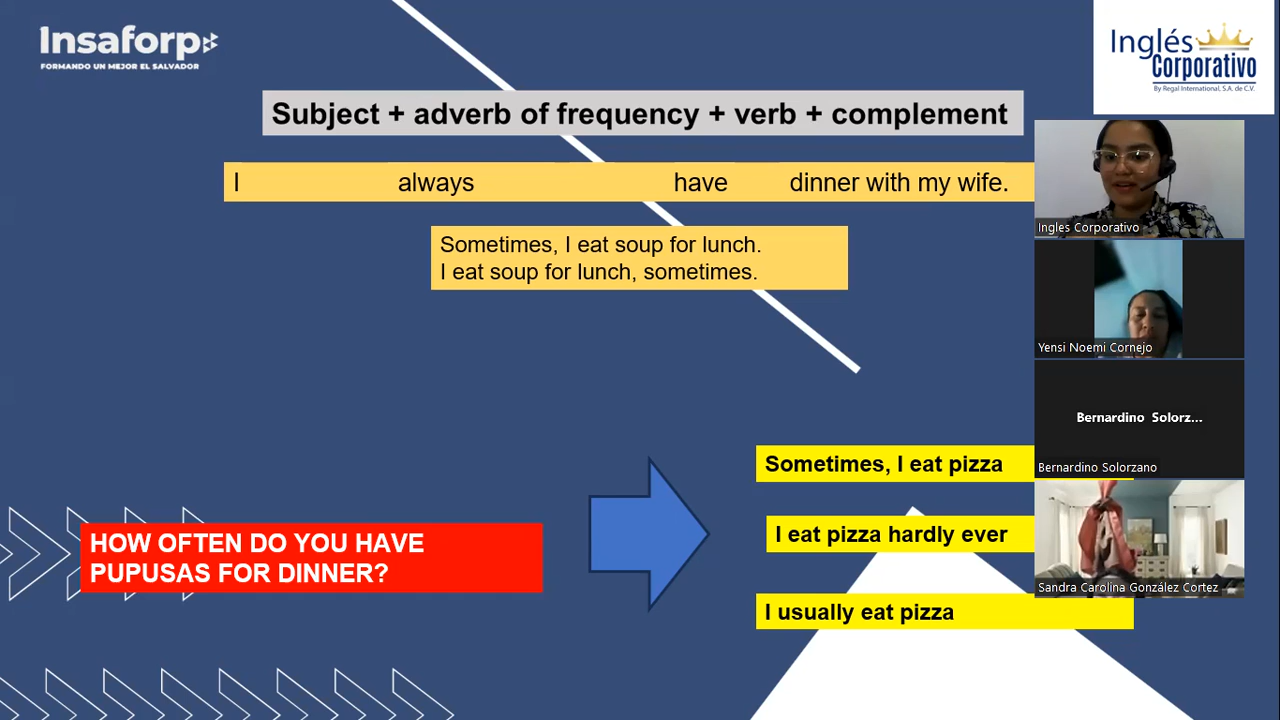 Insaforp
FORMANDO UN MEJOR EL SALVADOR
Inglés
Corporativo
By Regal International, S.A. de C.V.
Subject + adverb of frequency + verb + complement
I always have dinner with my wife.
Sometimes, I eat soup for lunch.
I eat soup for lunch, sometimes.
Ingles Corporativo
Yensi Noemi Cornejo
Bernardino Solorz...
Bernardino Solorzano
Sandra Carolina González Cortez
Sometimes, I eat pizza
I eat pizza hardly ever
I usually eat pizza
HOW OFTEN DO YOU HAVE
PUPUSAS FOR DINNER?